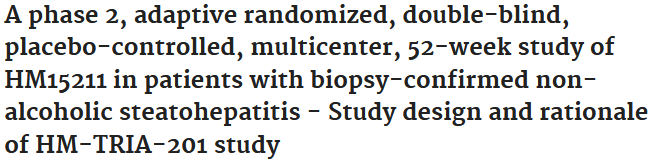 A phase 2, adaptive randomized, double-blind,
placebo-controlled, multicenter, 52-week study of
HM15211 in patients with biopsy-confirmed non-
alcoholic steatohepatitis - Study design and rationale
of HM-TRIA-201 study